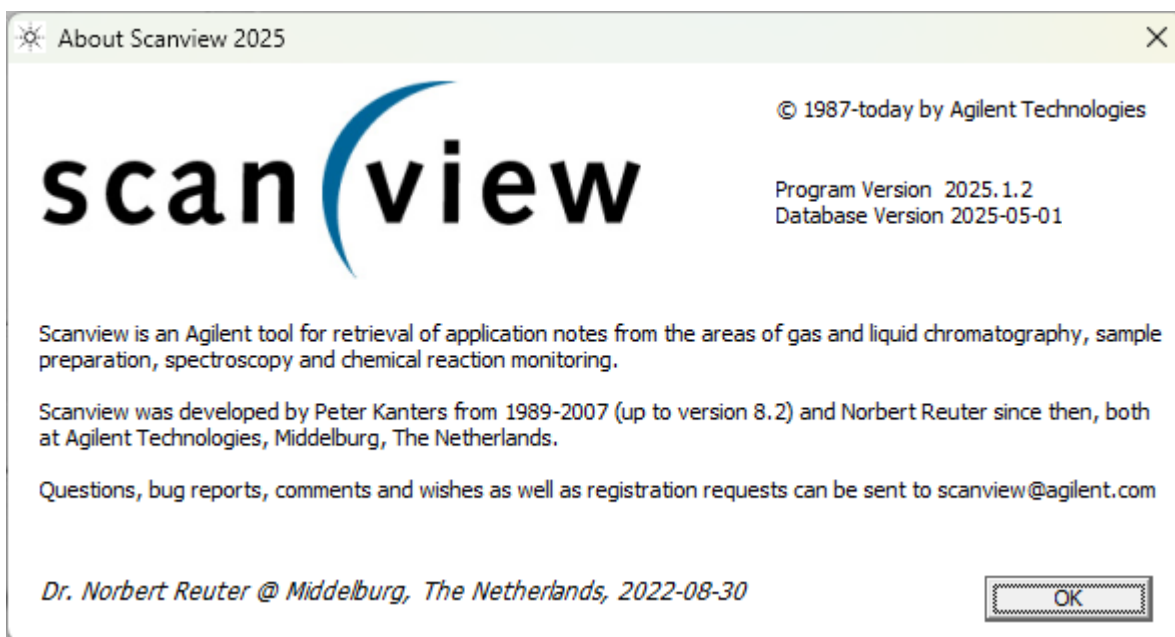 About Scanview 2025
scan view
© 1987-today by Agilent Technologies
Program Version 2025.1.2
Database Version 2025-05-01
Scanview is an Agilent tool for retrieval of application notes from the areas of gas and liquid chromatography, sample
preparation, spectroscopy and chemical reaction monitoring.
Scanview was developed by Peter Kanters from 1989-2007 (up to version 8.2) and Norbert Reuter since then, both
at Agilent Technologies, Middelburg, The Netherlands.
Questions, bug reports, comments and wishes as well as registration requests can be sent to scanview@agilent.com
Dr. Norbert Reuter @ Middelburg, The Netherlands, 2022-08-30
OK